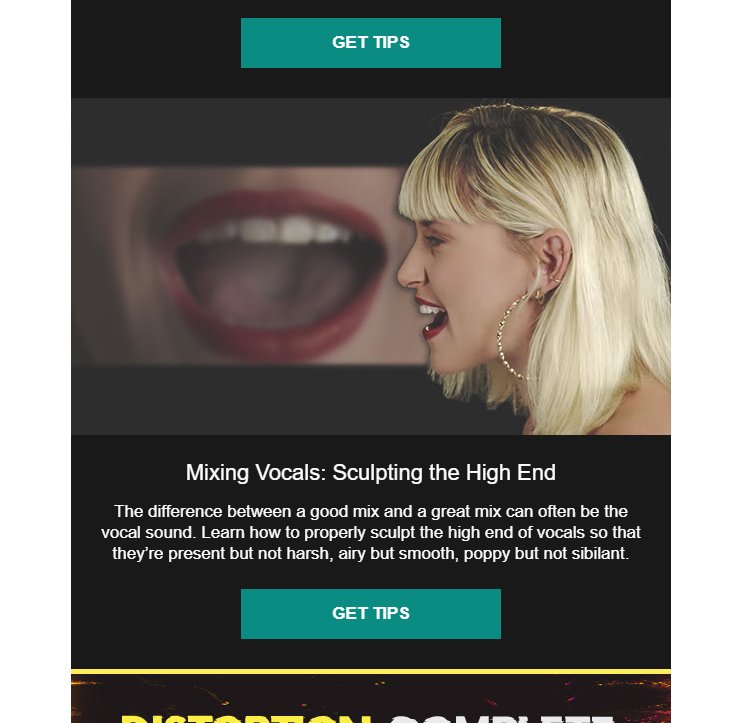 GET TIPS
Mixing Vocals: Sculpting the High End
The difference between a good mix and a great mix can often be the
vocal sound. Learn how to properly sculpt the high end of vocals so that
they’re present but not harsh, airy but smooth, poppy but not sibilant.
GET TIPS
DISTORTION COMPLETE